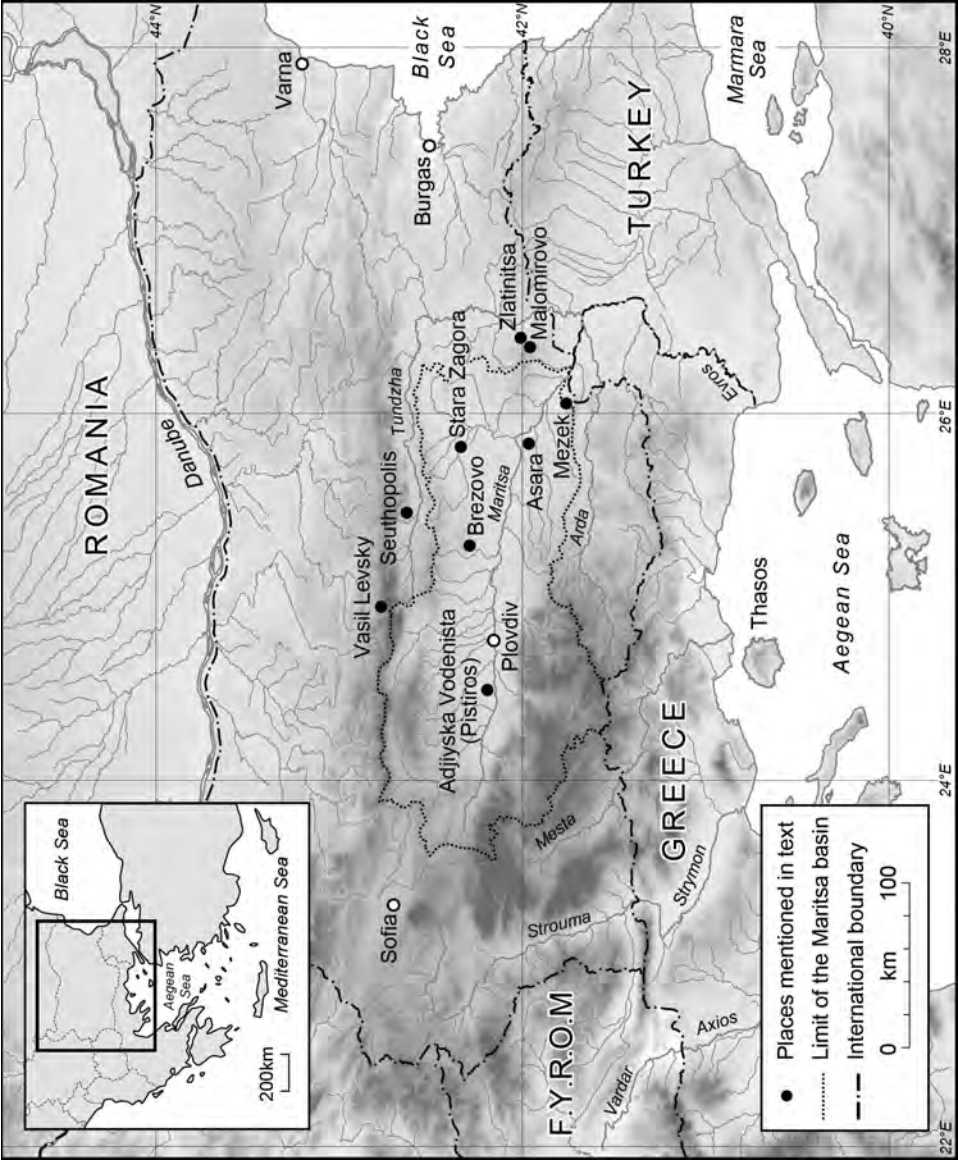 ROMANIA
Danube
44°N
Varna
Black
Sea
Burgas
42°N
28°E
40°N
Marmara
Sea
TURKEY
Zlatinitsa
Malomirovo
Stara Zagora
Tundzha
Seuthopolis
Vasil Levsky
Brezovo
Maritsa
Asara
Mezek
Arda
Evros
26°E
Adjiyska Vodenista
(Pistiros)
Plovdiv
Thasos
Aegean Sea
GREECE
24°E
Sofia
Mesta
Strouma
Strymon
F.Y.R.O.M
Vardar
Axios
22°E
Black Sea
Aegean
Sea
Mediterranean Sea
200km
Places mentioned in text
Limit of the Maritsa basin
International boundary
0 km 100